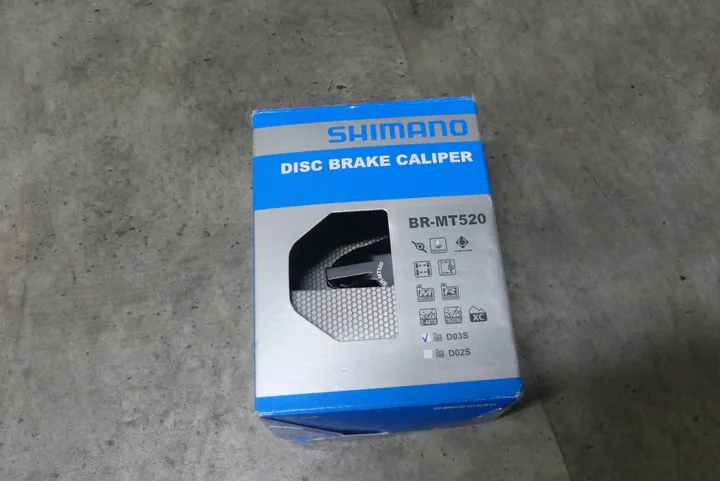 SHIMANO
DISC BRAKE CALIPER
BR-MT520
XC
D03S
D02S